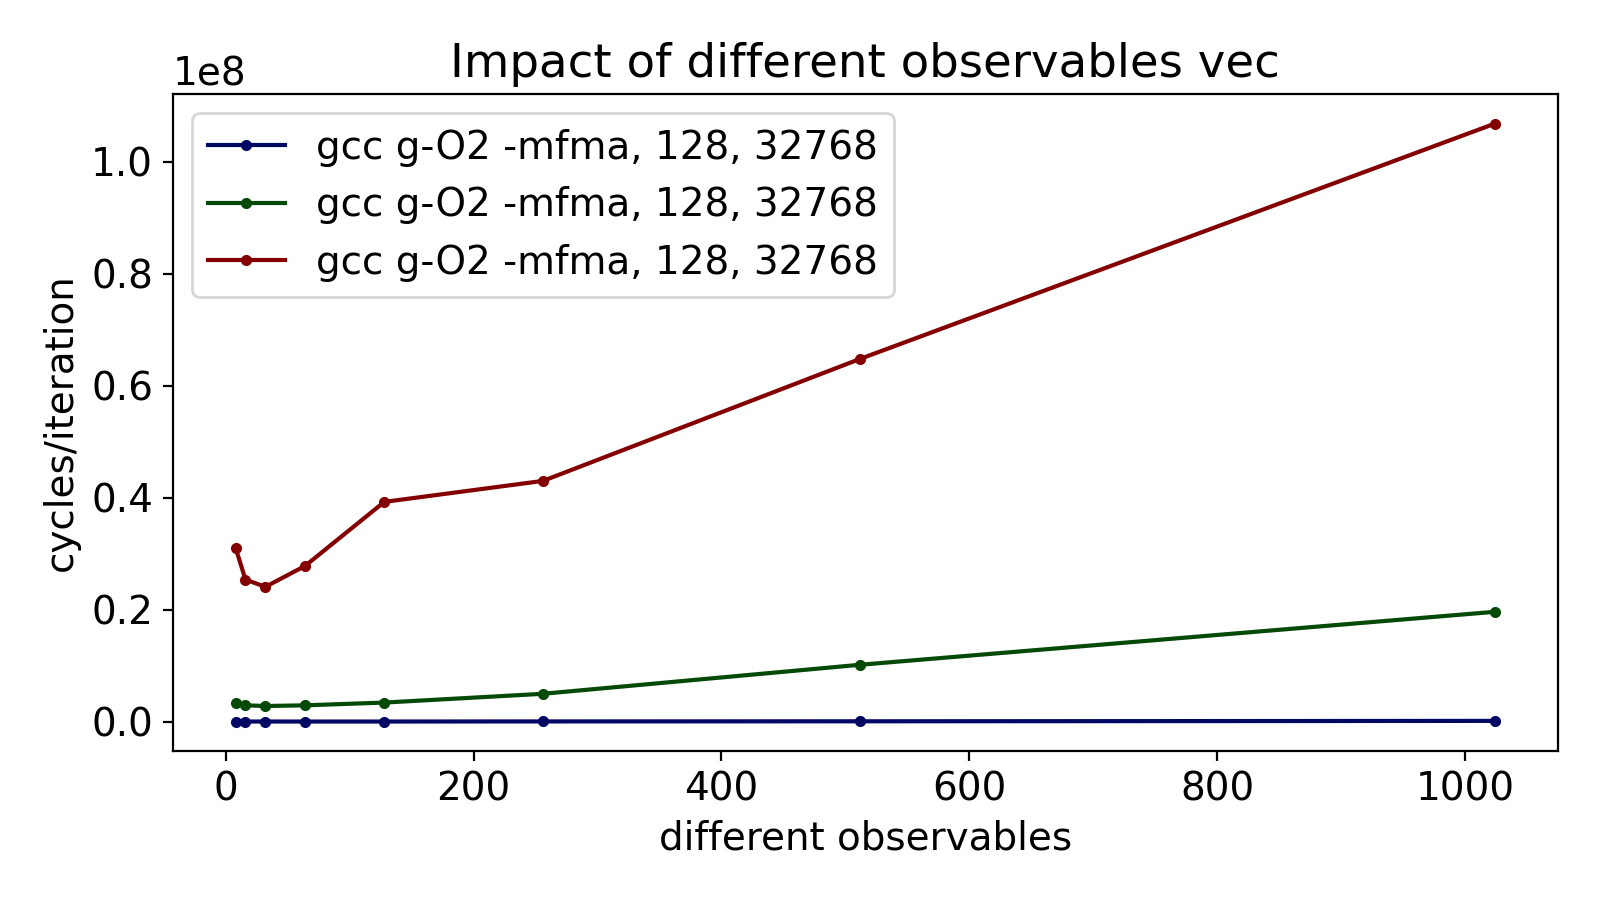 Impact of different observables vec
1e8
gcc g-O2 -mfma, 128, 32768
gcc g-O2 -mfma, 128, 32768
gcc g-O2 -mfma, 128, 32768
cycles/iteration
1.0
0.8
0.6
0.4
0.2
0.0
0 200 400 600 800 1000
different observables